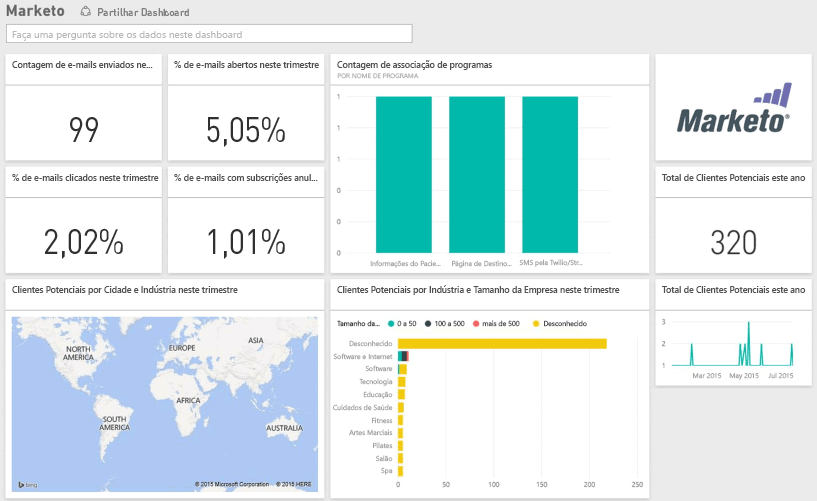 Marketo Partilhar Dashboard
Faça uma pergunta sobre os dados neste dashboard
Contagem de e-mails enviados ne...
99
% de e-mails abertos neste trimestre
5,05%
Contagem de associação de programas
POR NOME DE PROGRAMA
1
1
1
0
0
Informações do Pacie...
Página de Destino...
SMS pela Twilio/Str...
Marketo®
% de e-mails clicados neste trimestre
2,02%
% de e-mails com subscrições anul...
1,01%
Total de Clientes Potenciais este ano
320
Clientes Potenciais por Cidade e Indústria neste trimestre
NORTH
AMERICA
EUROPE
ASIA
AFRICA
SOUTH
AMERICA
AUSTRALIA
bing
© 2015 Microsoft Corporation © 2015 HERE
Clientes Potenciais por Indústria e Tamanho da Empresa neste trimestre
Tamanho da... 0 a 50 100 a 500 mais de 500 Desconhecido
Desconhecido
Software e Internet
Software
Tecnologia
Educação
Cuidados de Saúde
Fitness
Artes Marciais
Pilates
Salão
Spa
0 50 100 150 200 250
Total de Clientes Potenciais este ano
3
2
1
Mar 2015 May 2015 Jul 2015